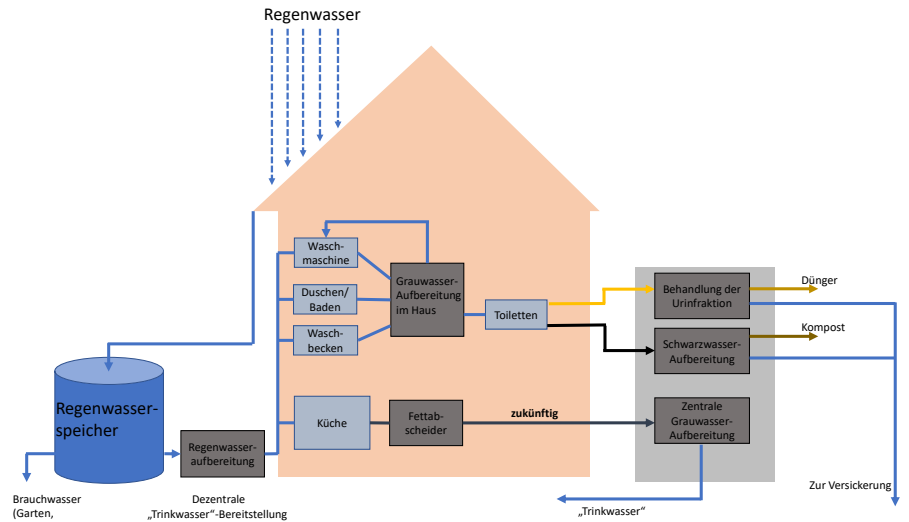 Regenwasser
Wasch-
maschine
Duschen/
Baden
Wasch-
becken
Grauwasser-
Aufbereitung
im Haus
Toiletten
Behandlung der
Urinfraktion
Dünger
Schwarzwasser-
Aufbereitung
Kompost
Regenwasser-
speicher
Regenwasser-
aufbereitung
Küche
Fettab-
scheider
zukünftig
Zentrale
Grauwasser-
Aufbereitung
Brauchwasser
(Garten,
Dezentrale
„Trinkwasser“-Bereitstellung
„Trinkwasser“
Zur Versickerung